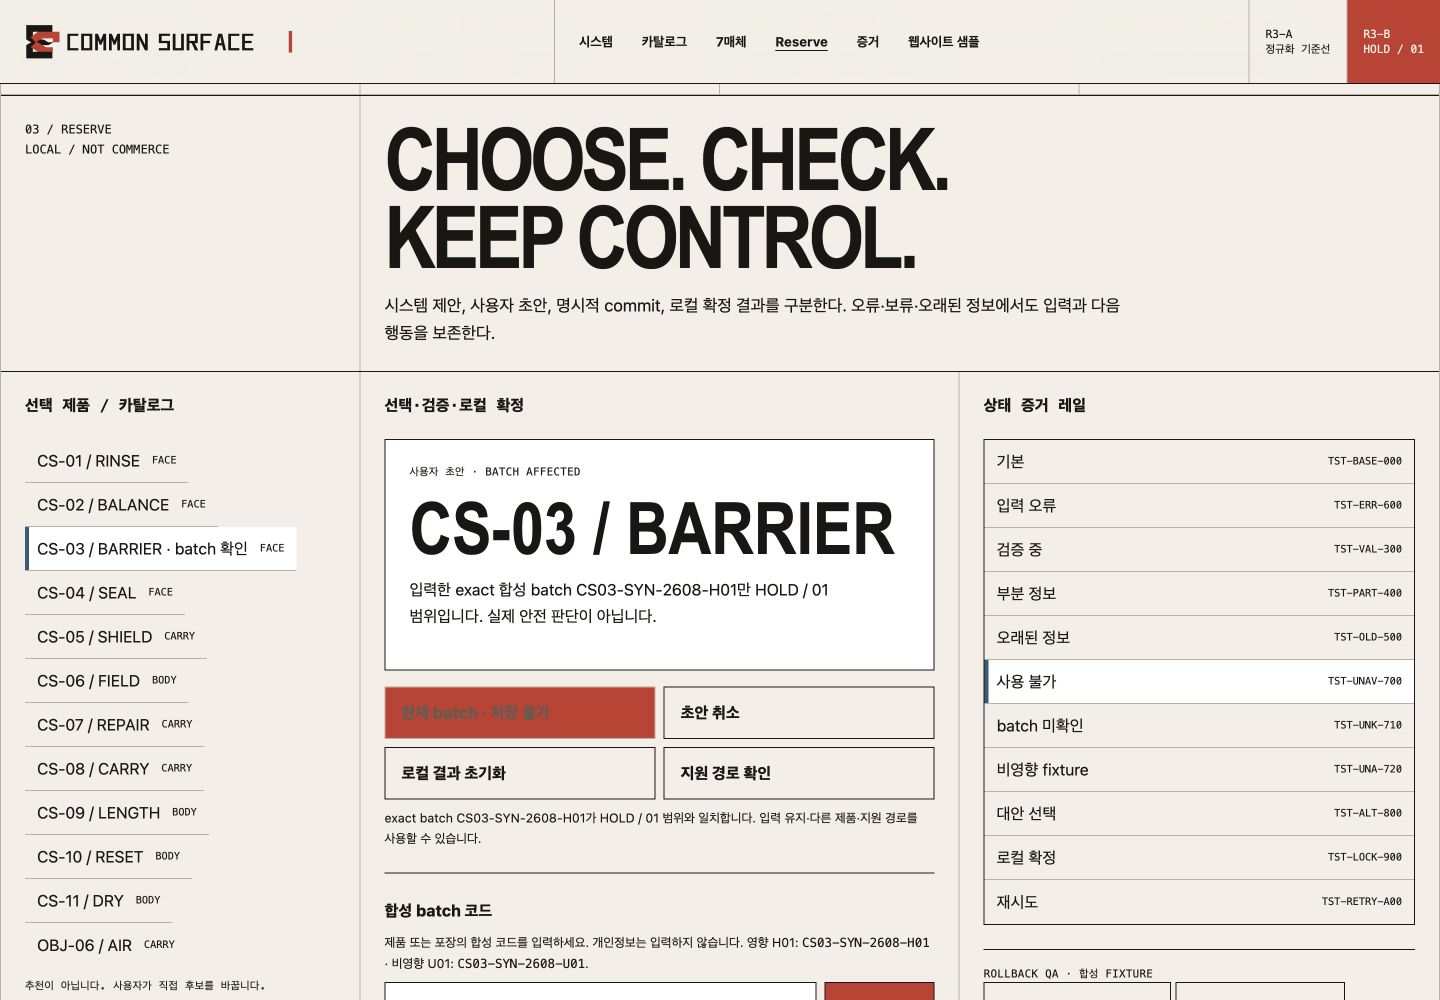 COMMON SURFACE
시스템
카탈로그
7매체
Reserve
증거
웹사이트 샘플
R3-A
정규화 기준선
R3-B
HOLD / 01
03 / RESERVE
LOCAL / NOT COMMERCE
CHOOSE. CHECK.
KEEP CONTROL.
시스템 제안, 사용자 초안, 명시적 commit, 로컬 확정 결과를 구분한다. 오류·보류·오래된 정보에서도 입력과 다음
행동을 보존한다.
선택 제품 / 카탈로그
CS-01 / RINSE FACE
CS-02 / BALANCE FACE
CS-03 / BARRIER · batch 확인 FACE
CS-04 / SEAL FACE
CS-05 / SHIELD CARRY
CS-06 / FIELD BODY
CS-07 / REPAIR CARRY
CS-08 / CARRY CARRY
CS-09 / LENGTH BODY
CS-10 / RESET BODY
CS-11 / DRY BODY
OBJ-06 / AIR CARRY
추천이 아닙니다. 사용자가 직접 후보를 바꿉니다.
선택·검증·로컬 확정
사용자 초안 · BATCH AFFECTED
CS-03 / BARRIER
입력한 exact 합성 batch CS03-SYN-2608-H01만 HOLD / 01
범위입니다. 실제 안전 판단이 아닙니다.
현재 batch · 저장 불가
초안 취소
로컬 결과 초기화
지원 경로 확인
exact batch CS03-SYN-2608-H01가 HOLD / 01 범위와 일치합니다. 입력 유지·다른 제품·지원 경로를
사용할 수 있습니다.
합성 batch 코드
제품 또는 포장의 합성 코드를 입력하세요. 개인정보는 입력하지 않습니다. 영향 H01: CS03-SYN-2608-H01
· 비영향 U01: CS03-SYN-2608-U01.
상태 증거 레일
기본 TST-BASE-000
입력 오류 TST-ERR-600
검증 중 TST-VAL-300
부분 정보 TST-PART-400
오래된 정보 TST-OLD-500
사용 불가 TST-UNAV-700
batch 미확인 TST-UNK-710
비영향 fixture TST-UNA-720
대안 선택 TST-ALT-800
로컬 확정 TST-LOCK-900
재시도 TST-RETRY-A00
ROLLBACK QA · 합성 FIXTURE